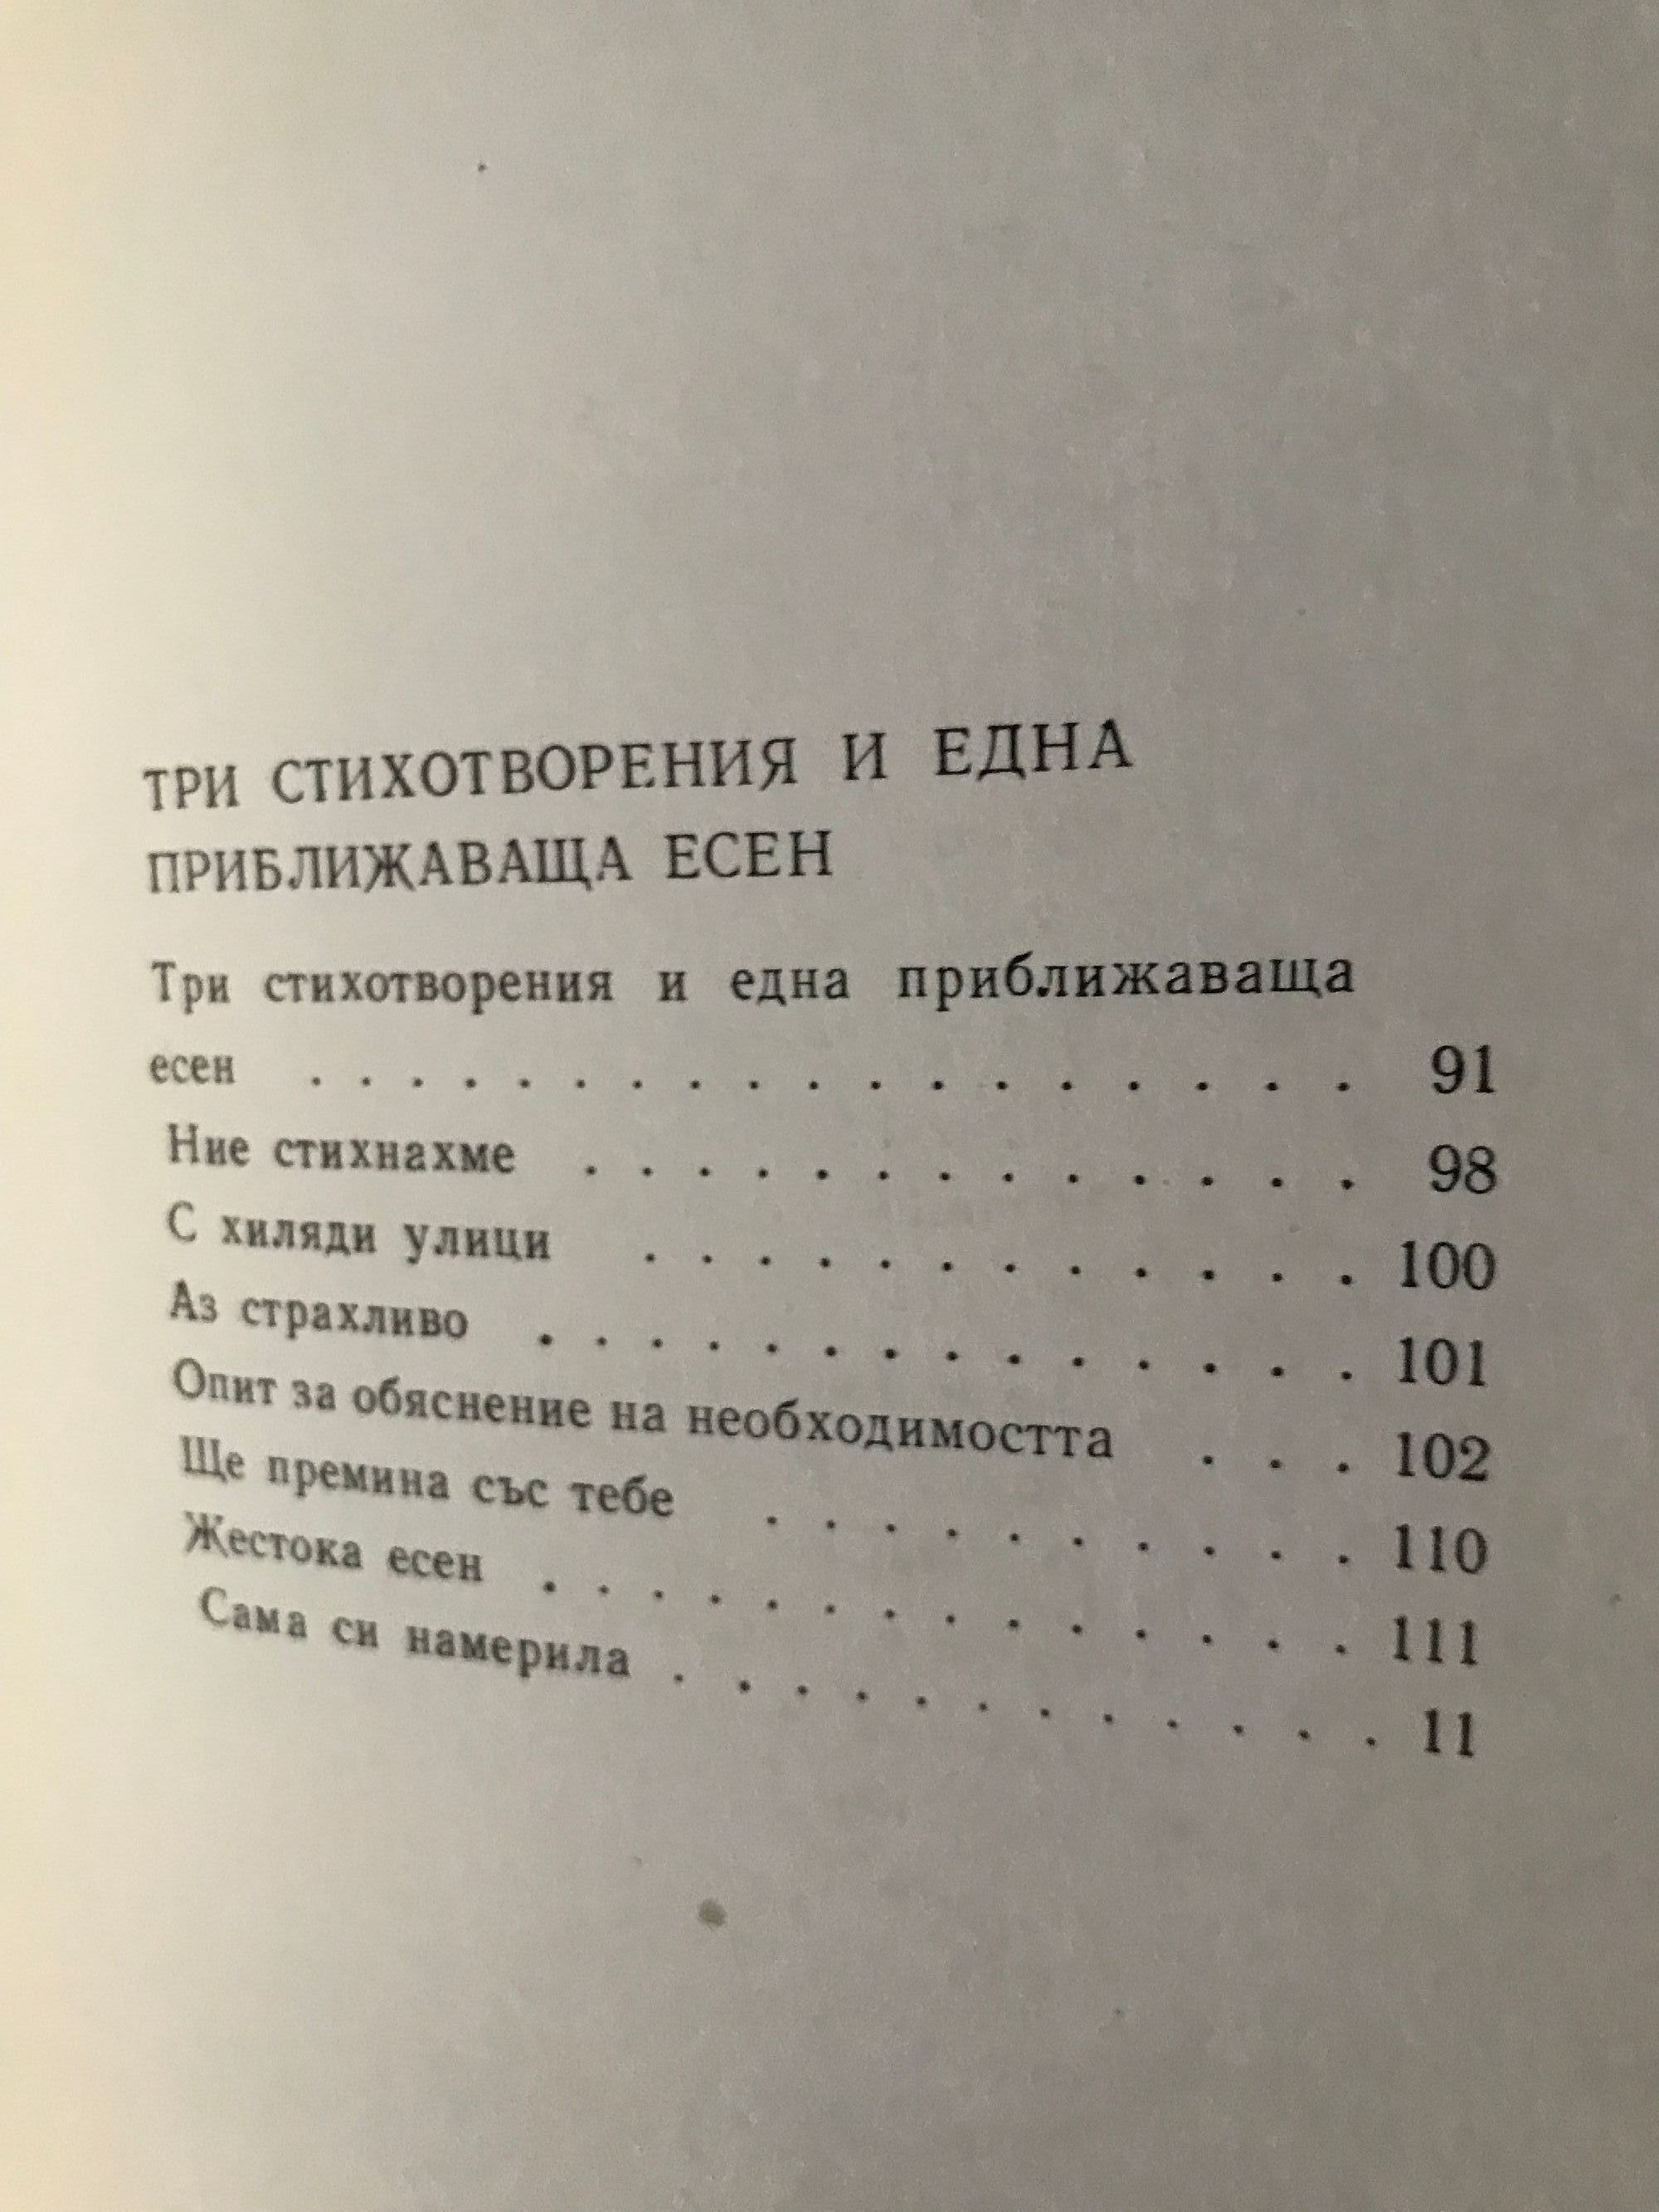 ТРИ СТИХОТВОРЕНИЯ И ЕДНА
ПРИБЛИЖАВАЩА ЕСЕН
Три стихотворения и една приближаваща
есен . . . . . . . . . . . . . . . . . . 91
Ние стихнахме . . . . . . . . . . . . . 98
С хиляди улици . . . . . . . . . . . . 100
Аз страхливо . . . . . . . . . . . . . . 101
Опит за обяснение на необходимостта . . . 102
Ще премина със тебе . . . . . . . . . . 110
Жестока есен . . . . . . . . . . . . . . 111
Сама си намерила . . . . . . . . . . . . 11